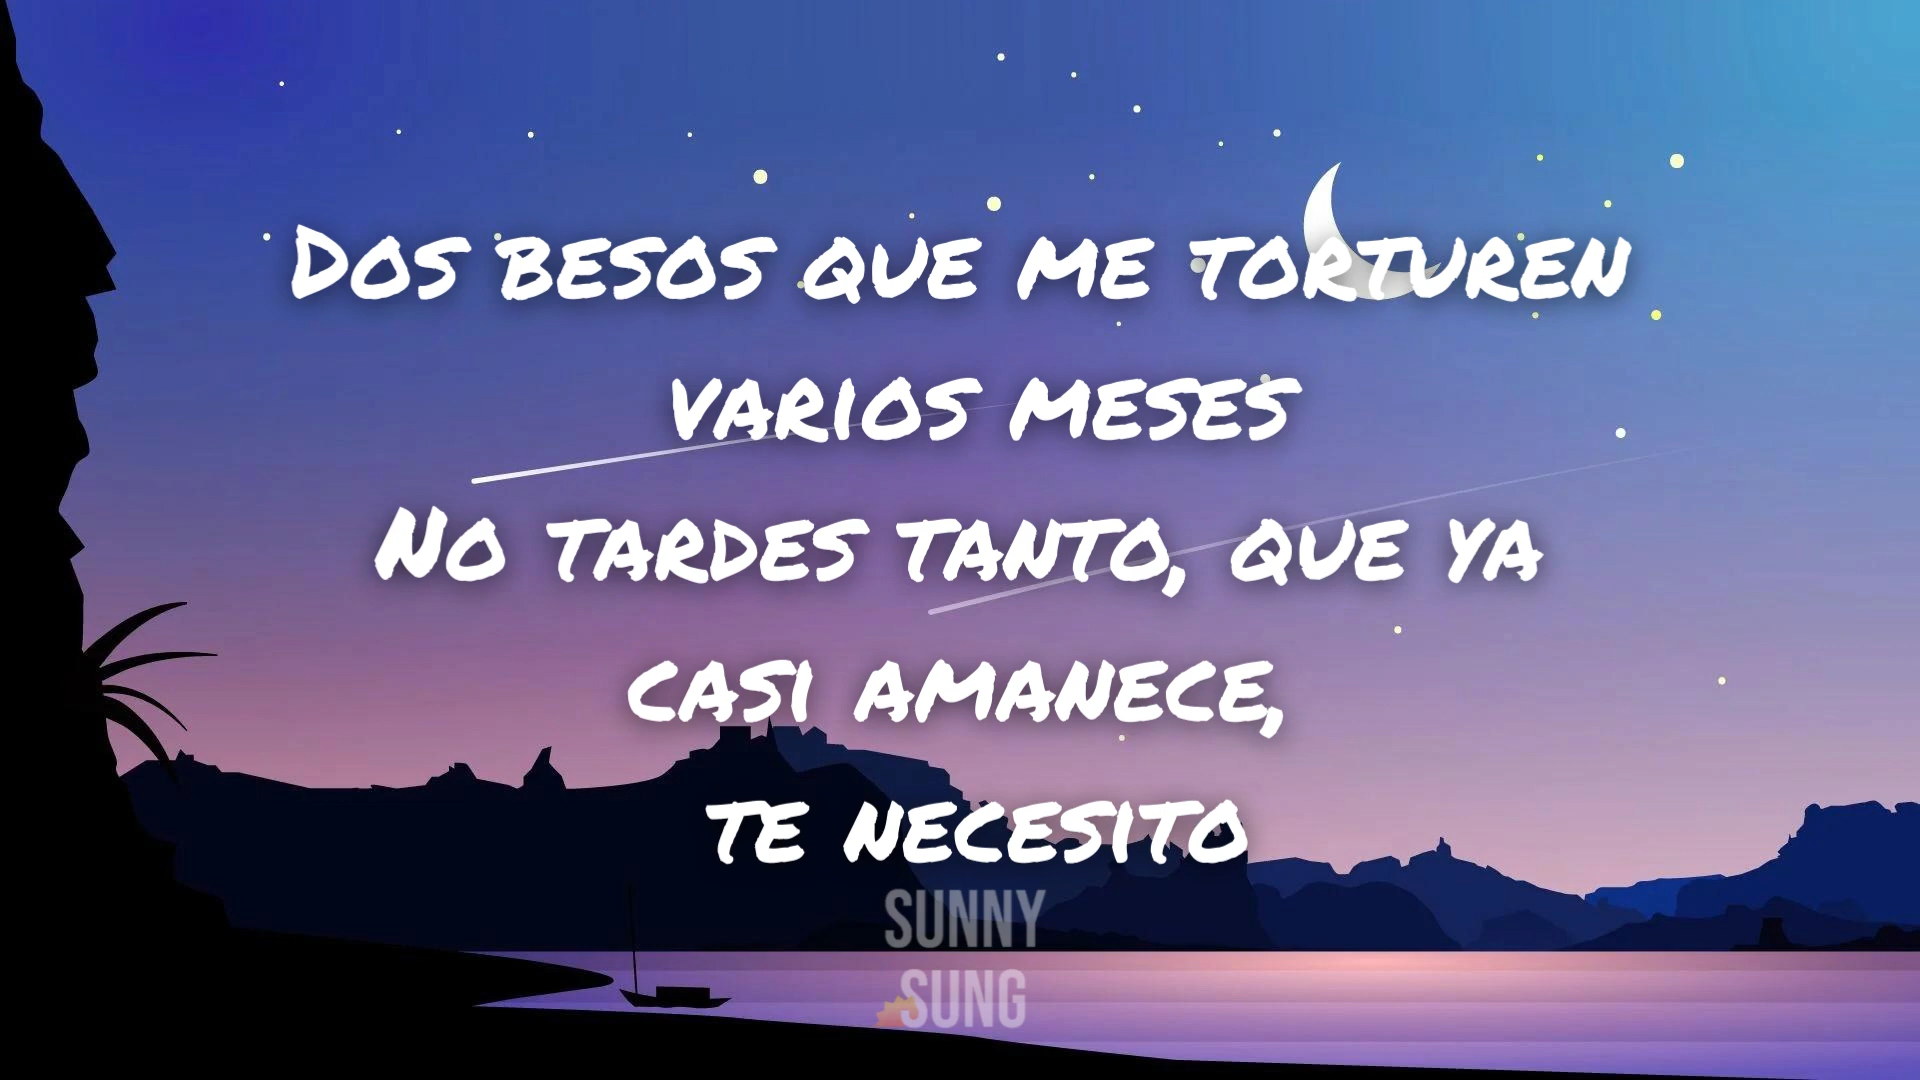 Dos besos que me torturen
varios meses
No tardes tanto, que ya
casi amanece,
te necesito
SUNNY
SUNG